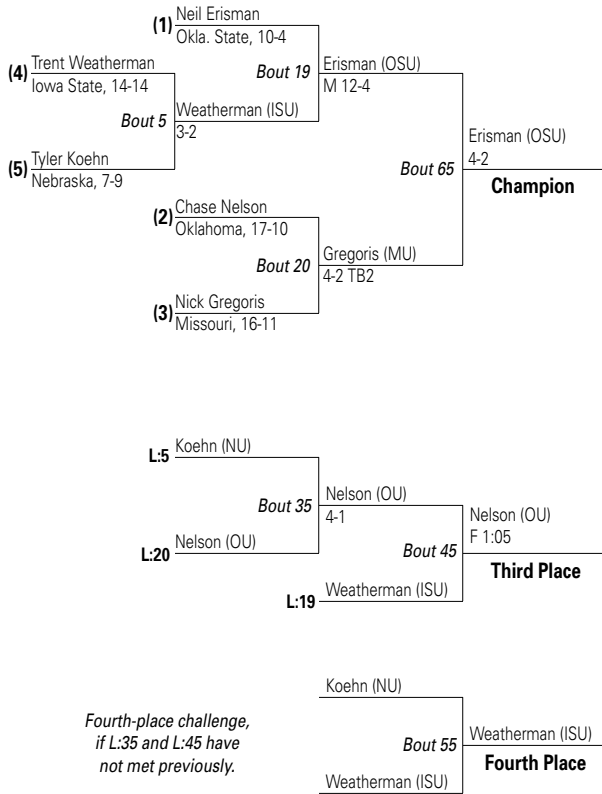 (1) Neil Erisman
Okla. State, 10-4
(4) Trent Weatherman
Iowa State, 14-14
Bout 19
Erisman (OSU)
M 12-4
Bout 5
Weatherman (ISU)
3-2
(5) Tyler Koehn
Nebraska, 7-9
Bout 65
Erisman (OSU)
4-2
Champion
(2) Chase Nelson
Oklahoma, 17-10
Bout 20
Gregoris (MU)
4-2 TB2
(3) Nick Gregoris
Missouri, 16-11
L:5 Koehn (NU)
Bout 35
Nelson (OU)
4-1
L:20 Nelson (OU)
Bout 45
Nelson (OU)
F 1:05
Third Place
L:19 Weatherman (ISU)
Koehn (NU)
Fourth-place challenge,
if L:35 and L:45 have
not met previously.
Bout 55
Weatherman (ISU)
Fourth Place
Weatherman (ISU)